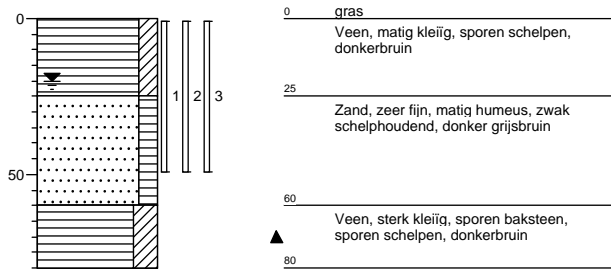 0
50
1 2 3
0 gras
Veen, matig kleiïg, sporen schelpen,
donkerbruin
25
Zand, zeer fijn, matig humeus, zwak
schelphoudend, donker grijsbruin
60
Veen, sterk kleiïg, sporen baksteen,
sporen schelpen, donkerbruin
80